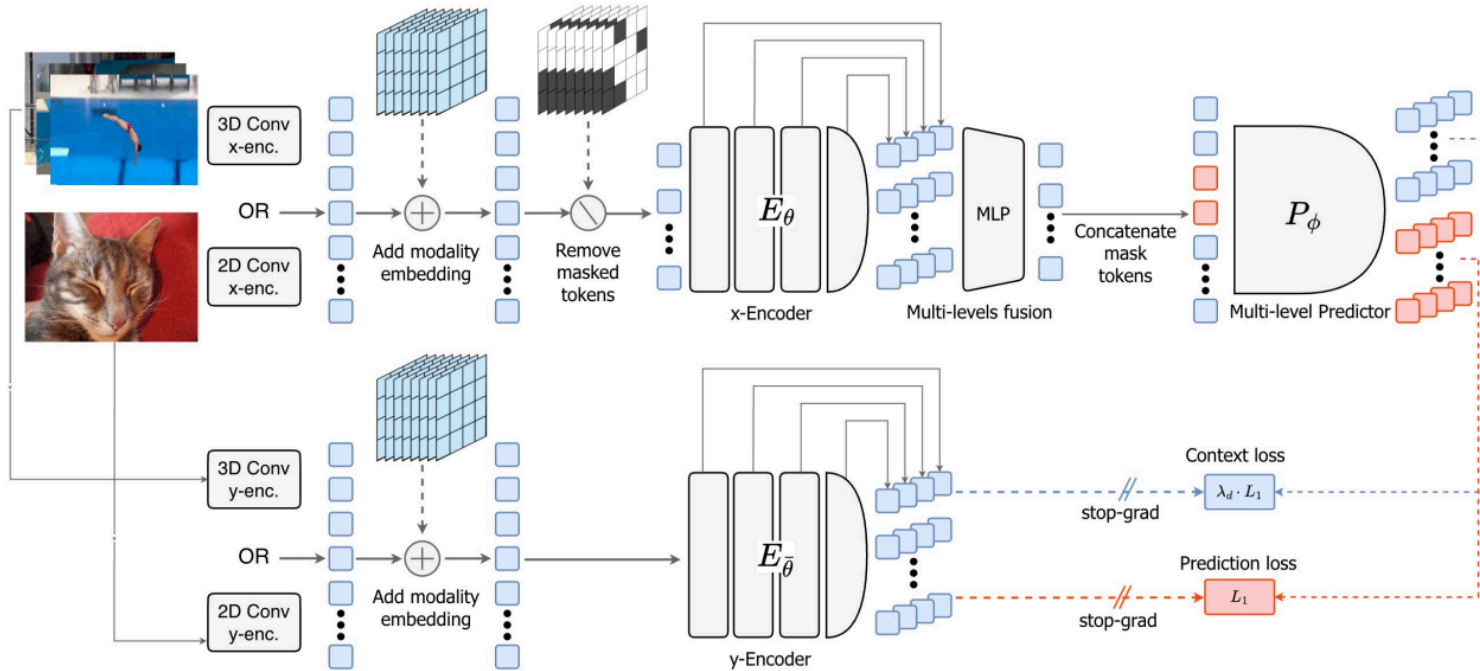 3D Conv
x-enc.
OR
2D Conv
x-enc.
Add modality
embedding
Remove
masked
tokens
E_θ
x-Encoder
MLP
Multi-levels fusion
Concatenate
mask
tokens
P_ϕ
Multi-level Predictor
3D Conv
y-enc.
OR
2D Conv
y-enc.
Add modality
embedding
E_θ̄
y-Encoder
stop-grad
Context loss
λ_d · L_1
stop-grad
Prediction loss
L_1